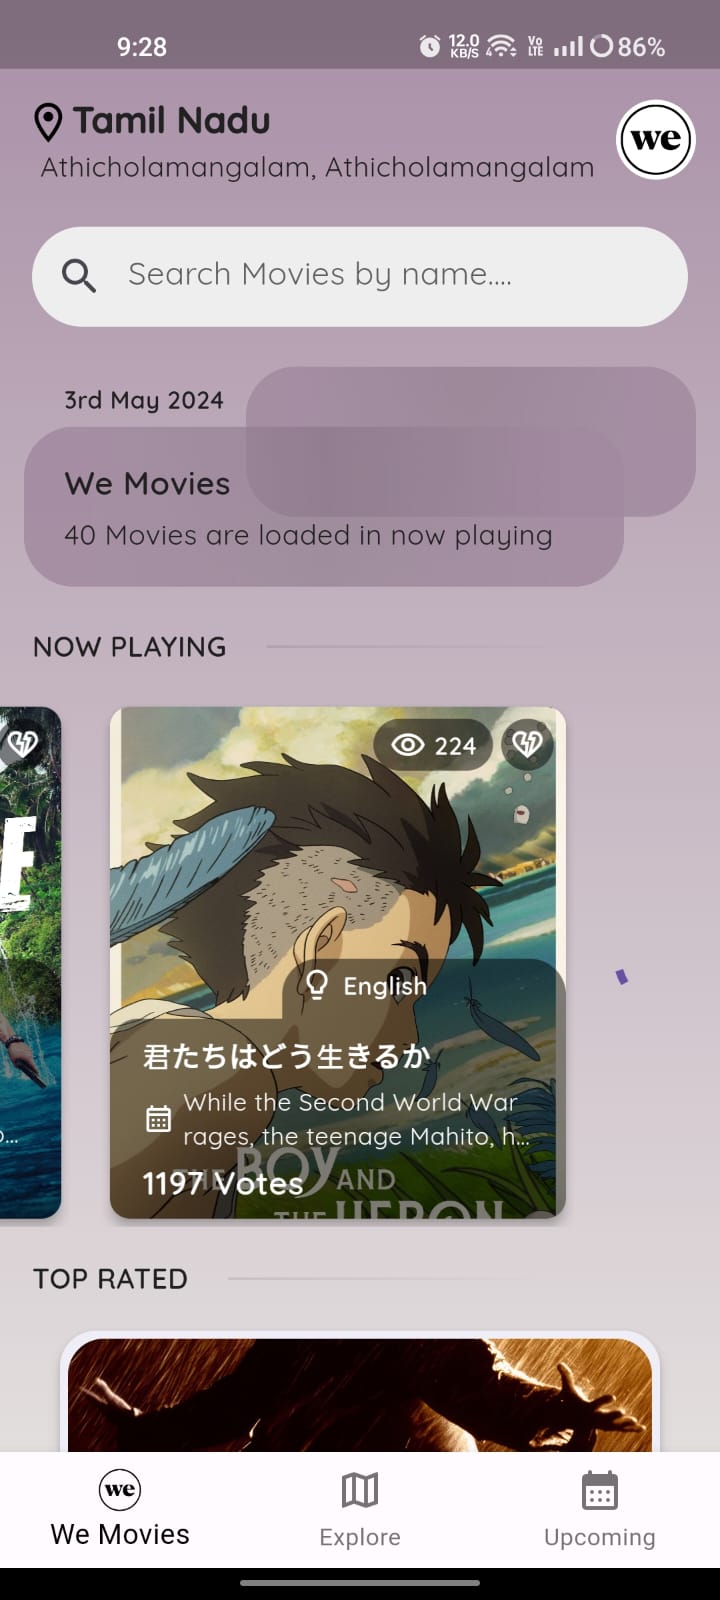 9:28
12.0
KB/S
Vo
LTE
86%
Tamil Nadu
we
Athicholamangalam, Athicholamangalam
Search Movies by name....
3rd May 2024
We Movies
40 Movies are loaded in now playing
NOW PLAYING
224
E
English
君たちはどう生きるか
While the Second World War
rages, the teenage Mahito, h...
1197 Votes
THE BOY AND
THE HERON
TOP RATED
we
We Movies
Explore
Upcoming